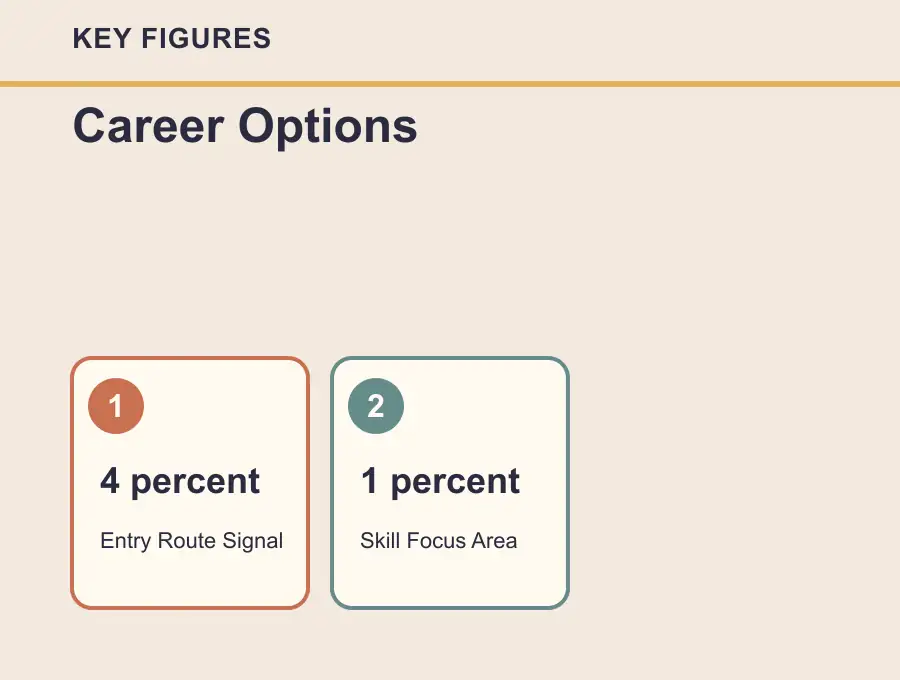 KEY FIGURES
Career Options
1
4 percent
Entry Route Signal
2
1 percent
Skill Focus Area